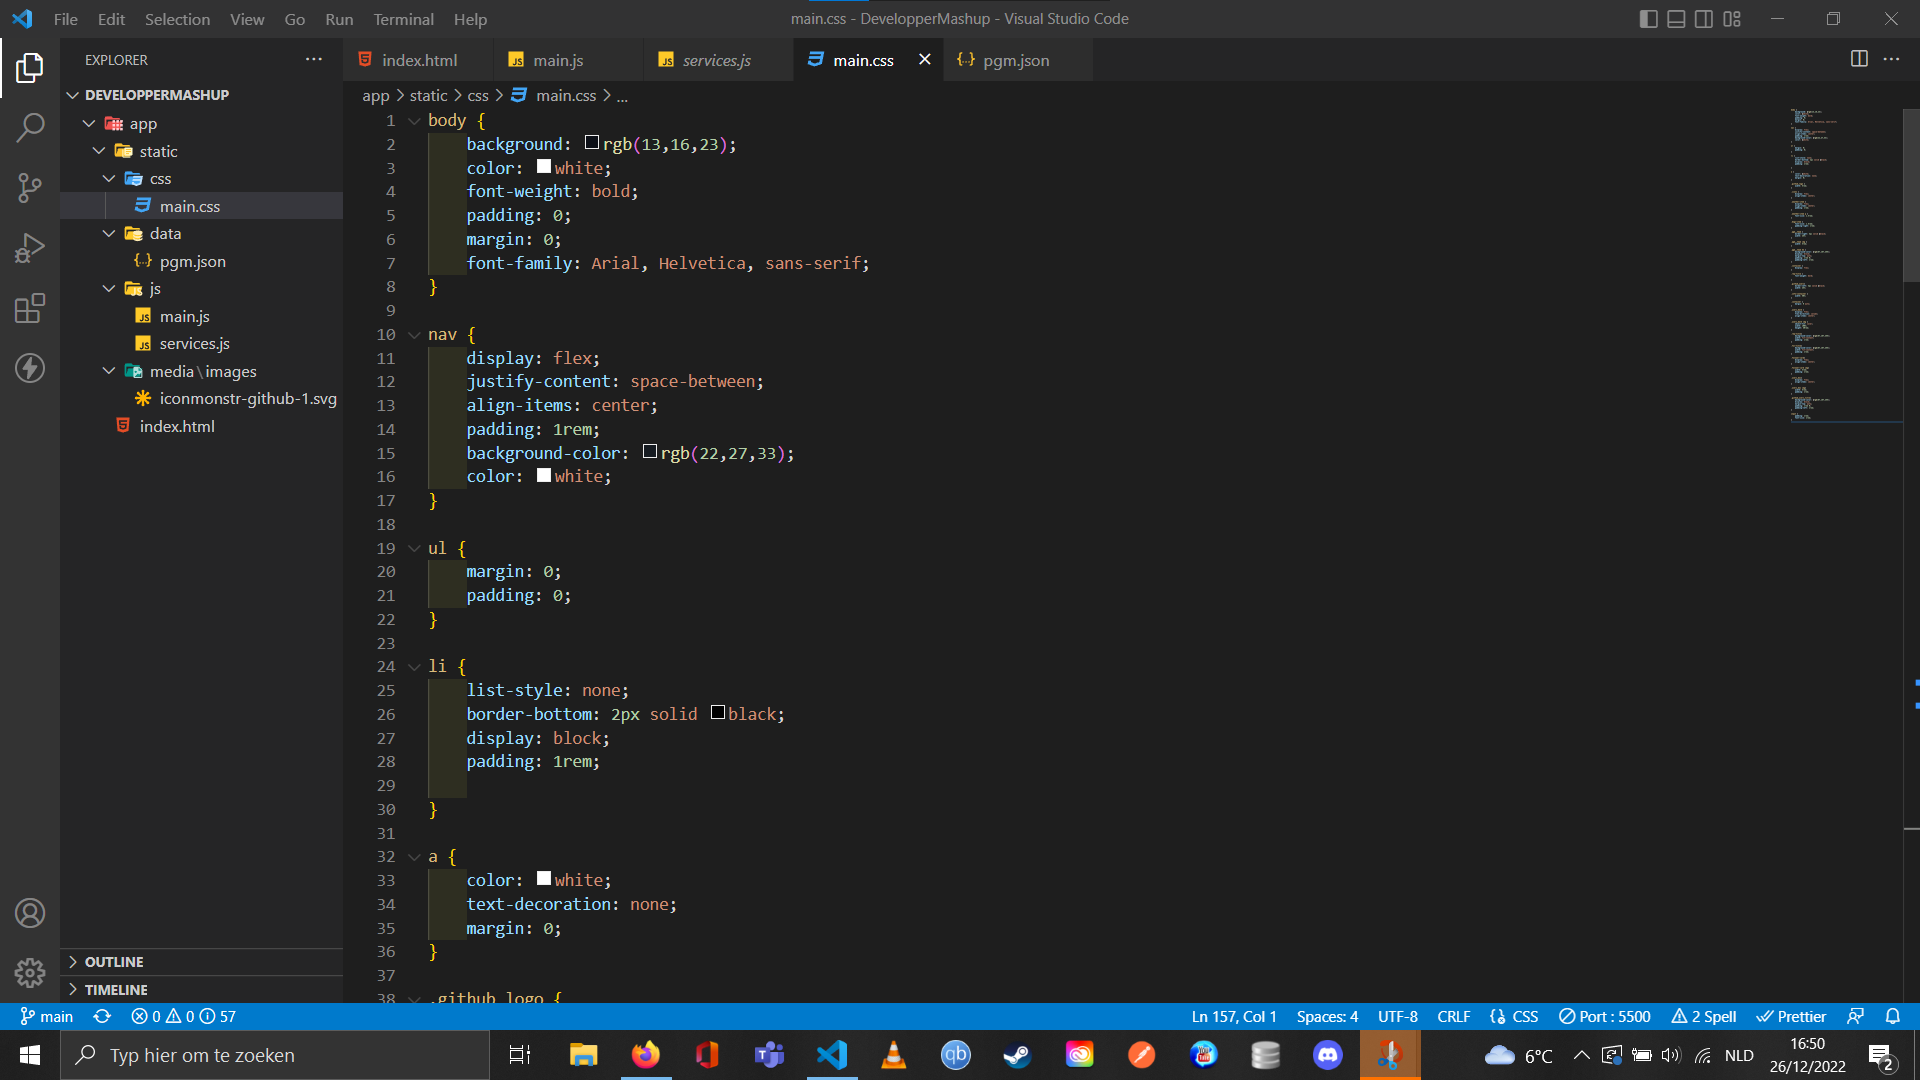 File Edit Selection View Go Run Terminal Help
main.css - DevelopperMashup - Visual Studio Code
EXPLORER
DEVELOPPERMASHUP
app
static
css
main.css
data
pgm.json
js
main.js
services.js
media\images
iconmonstr-github-1.svg
index.html
OUTLINE
TIMELINE
index.html
main.js
services.js
main.css
pgm.json
app > static > css > main.css > ...
1 body {
2 background: rgb(13,16,23);
3 color: white;
4 font-weight: bold;
5 padding: 0;
6 margin: 0;
7 font-family: Arial, Helvetica, sans-serif;
8 }
9
10 nav {
11 display: flex;
12 justify-content: space-between;
13 align-items: center;
14 padding: 1rem;
15 background-color: rgb(22,27,33);
16 color: white;
17 }
18
19 ul {
20 margin: 0;
21 padding: 0;
22 }
23
24 li {
25 list-style: none;
26 border-bottom: 2px solid black;
27 display: block;
28 padding: 1rem;
29
30 }
31
32 a {
33 color: white;
34 text-decoration: none;
35 margin: 0;
36 }
37
38 .github logo {
main 0 0 57 Ln 157, Col 1 Spaces: 4 UTF-8 CRLF CSS Port : 5500 2 Spell Prettier
Typ hier om te zoeken
qb
6°C
NLD
16:50
26/12/2022
2